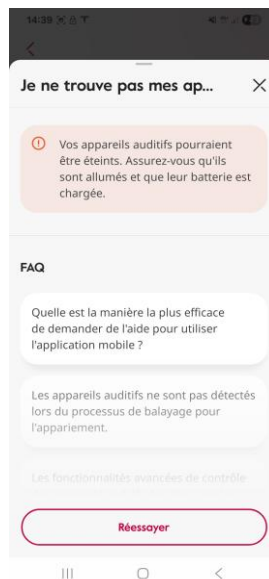 14:39
Je ne trouve pas mes ap...
Vos appareils auditifs pourraient
être éteints. Assurez-vous qu'ils
sont allumés et que leur batterie est
chargée.
FAQ
Quelle est la manière la plus efficace
de demander de l'aide pour utiliser
l'application mobile ?
Les appareils auditifs ne sont pas détectés
lors du processus de balayage pour
l'appariement.
Les fonctionnalités avancées de contrôle
Réessayer